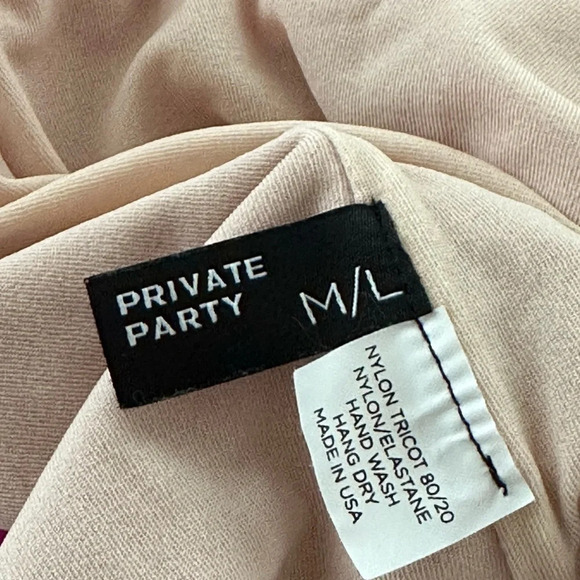 PRIVATE
PARTY
M/L
NYLON TRICOT 80/20
NYLON/ELASTANE
HAND WASH
HANG DRY
MADE IN USA